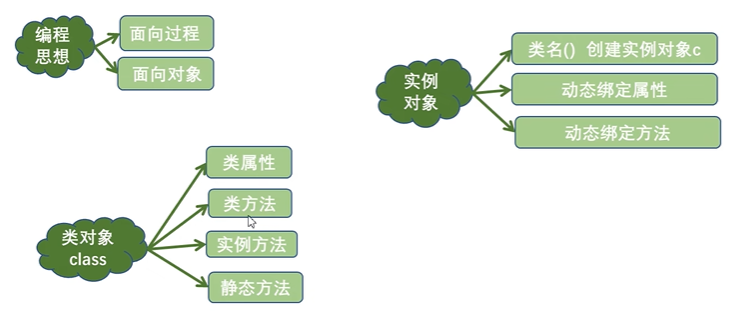 编程
思想
面向过程
面向对象
实例
对象
类名() 创建实例对象c
动态绑定属性
动态绑定方法
类对象
class
类属性
类方法
实例方法
静态方法